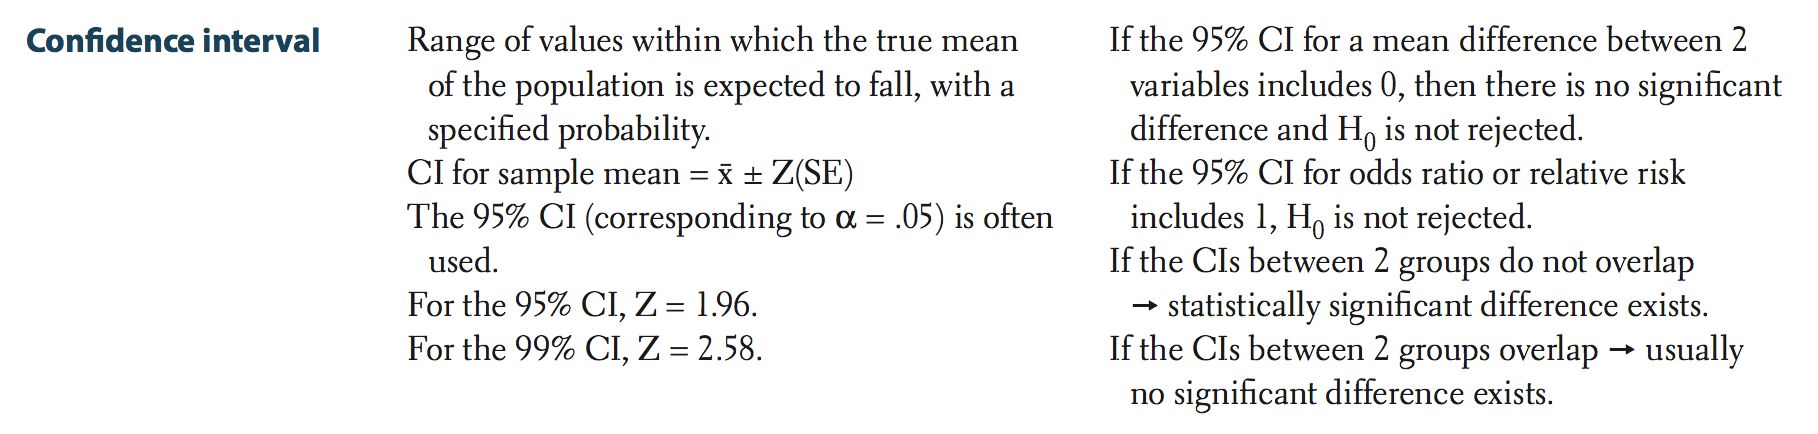 Confidence interval
Range of values within which the true mean
of the population is expected to fall, with a
specified probability.
CI for sample mean = x̄ ± Z(SE)
The 95% CI (corresponding to α = .05) is often
used.
For the 95% CI, Z = 1.96.
For the 99% CI, Z = 2.58.
If the 95% CI for a mean difference between 2
variables includes 0, then there is no significant
difference and H₀ is not rejected.
If the 95% CI for odds ratio or relative risk
includes 1, H₀ is not rejected.
If the CIs between 2 groups do not overlap
→ statistically significant difference exists.
If the CIs between 2 groups overlap → usually
no significant difference exists.